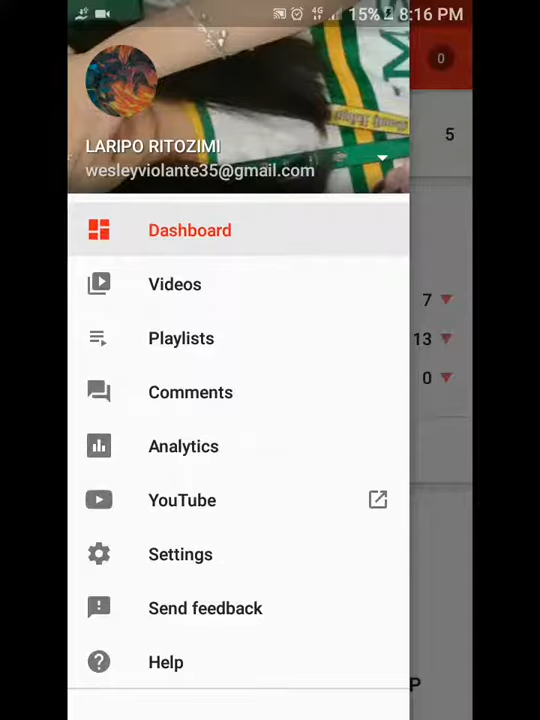 4G 15% 8:16 PM
0
LARIPO RITOZIMI
wesleyviolante35@gmail.com
5
Dashboard
Videos
7
Playlists
13
0
Comments
Analytics
YouTube
Settings
Send feedback
Help
P